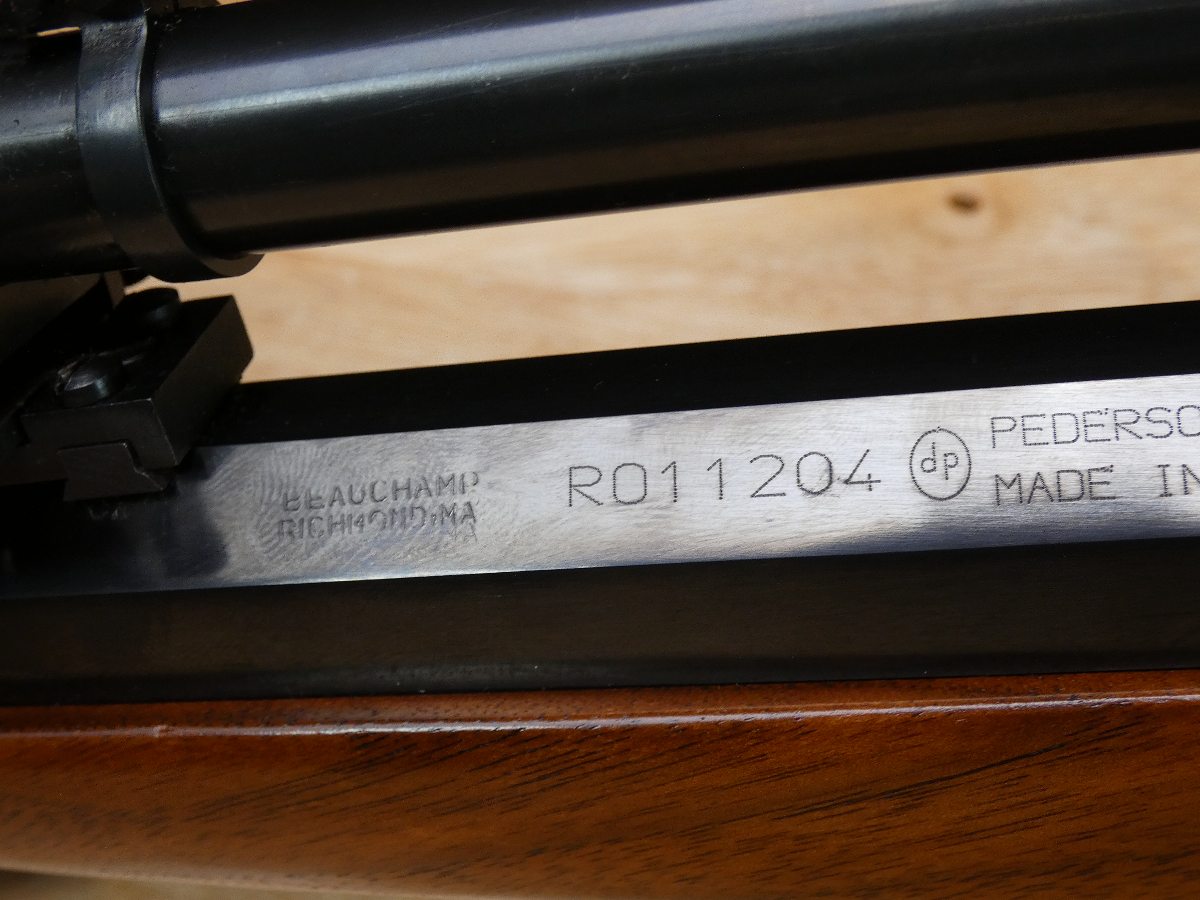 BEAUCHAMP
RICHMOND, MA
R011204
dp
PEDERSO
MADE IN